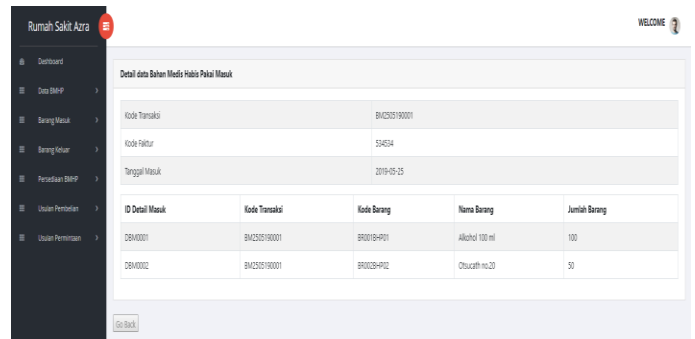 Rumah Sakit Azra
WELCOME
Dashboard
Data BMHP
Barang Masuk
Barang Keluar
Persediaan BMHP
Usulan Pembelian
Usulan Permintaan
Detail data Bahan Medis Habis Pakai Masuk
Kode Transaksi BM2505190001
Kode Faktur 534534
Tanggal Masuk 2019-05-25
ID Detail Masuk Kode Transaksi Kode Barang Nama Barang Jumlah Barang
DBM0001 BM2505190001 BR001BHP01 Alkohol 100 ml 100
DBM0002 BM2505190001 BR002BHP02 Otsucath no.20 50
Go Back